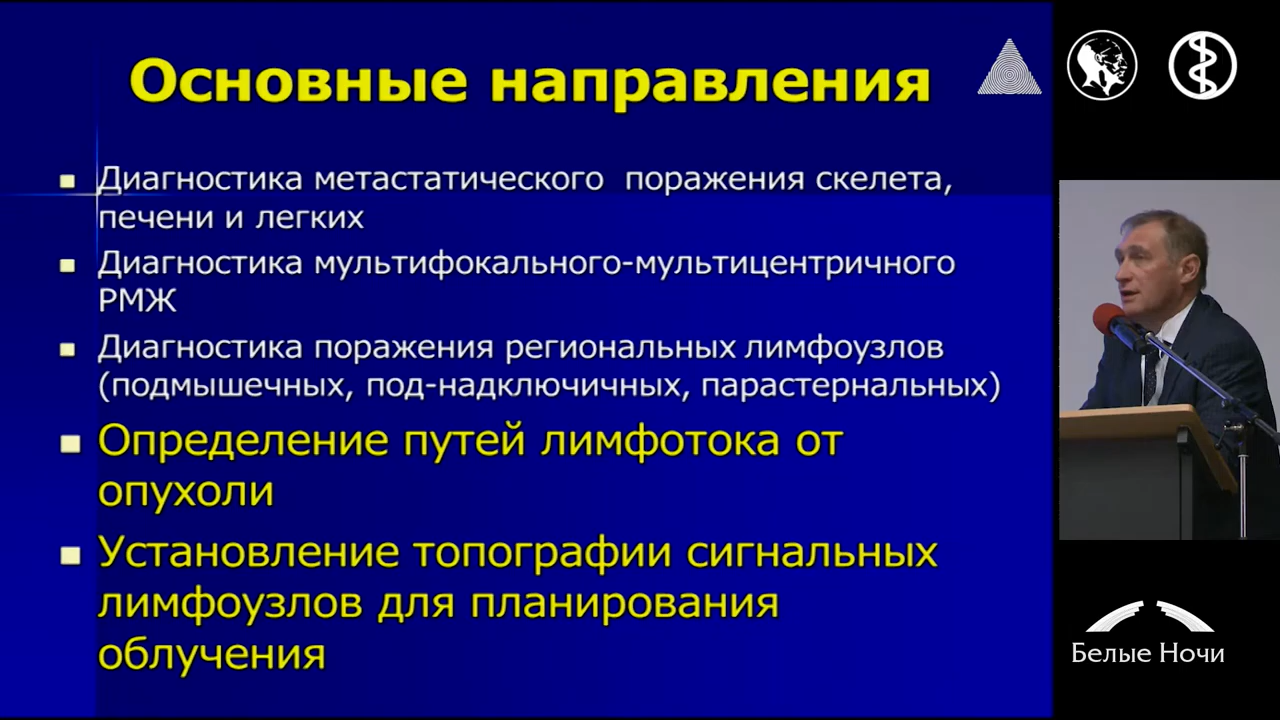 Основные направления
Диагностика метастатического поражения скелета,
печени и легких
Диагностика мультифокального-мультицентричного
РМЖ
Диагностика поражения региональных лимфоузлов
(подмышечных, под-надключичных, парастернальных)
Определение путей лимфотока от
опухоли
Установление топографии сигнальных
лимфоузлов для планирования
облучения
Белые Ночи